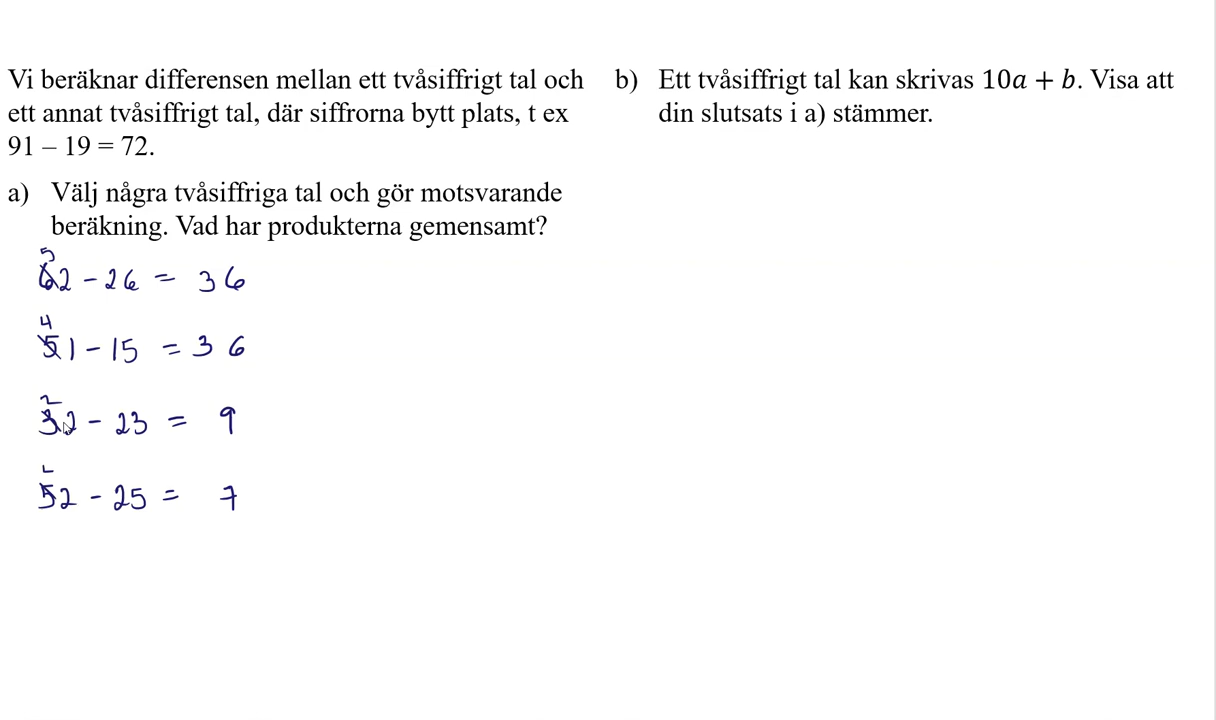 Vi beräknar differensen mellan ett tvåsiffrigt tal och
ett annat tvåsiffrigt tal, där siffrorna bytt plats, t ex
91 – 19 = 72.
a) Välj några tvåsiffriga tal och gör motsvarande
beräkning. Vad har produkterna gemensamt?
5
62 - 26 = 36
4
51 - 15 = 36
2
32 - 23 = 9
52 - 25 = 7
b) Ett tvåsiffrigt tal kan skrivas 10a + b. Visa att
din slutsats i a) stämmer.